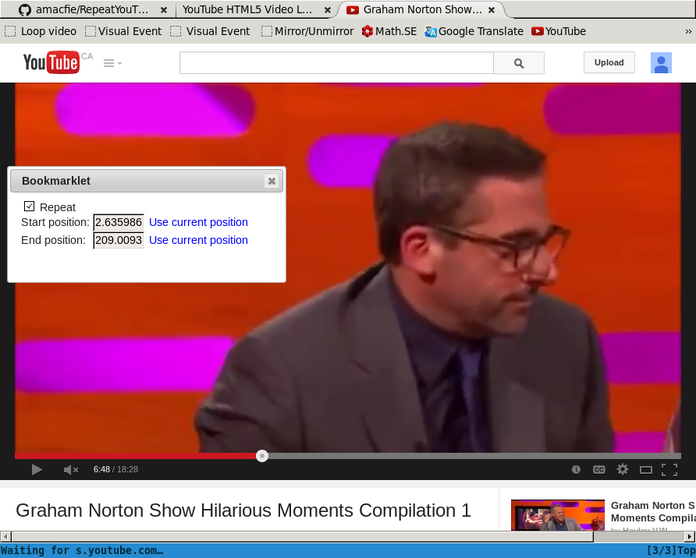 amacfie/RepeatYouT... × YouTube HTML5 Video L... × Graham Norton Show... ×
Loop video Visual Event Visual Event Mirror/Unmirror Math.SE Google Translate YouTube »
YouTube CA Upload
Bookmarklet
Repeat
Start position: 2.635986 Use current position
End position: 209.0093 Use current position
6:48 / 18:28 CC
Graham Norton Show Hilarious Moments Compilation 1
Graham Norton S
Moments Compila
Waiting for s.youtube.com… [3/3] Top